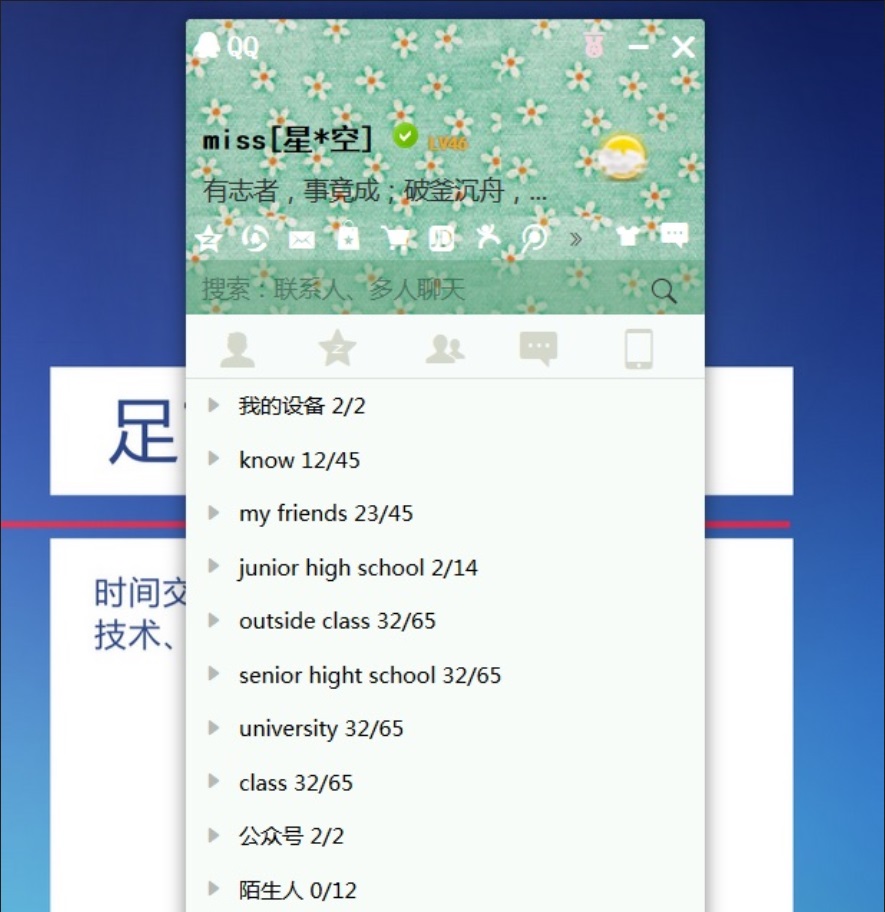 QQ
miss[星*空]
LV46
有志者，事竟成；破釜沉舟，...
JD
搜索：联系人、多人聊天
足
我的设备 2/2
know 12/45
my friends 23/45
junior high school 2/14
时间交
技术、
outside class 32/65
senior hight school 32/65
university 32/65
class 32/65
公众号 2/2
陌生人 0/12